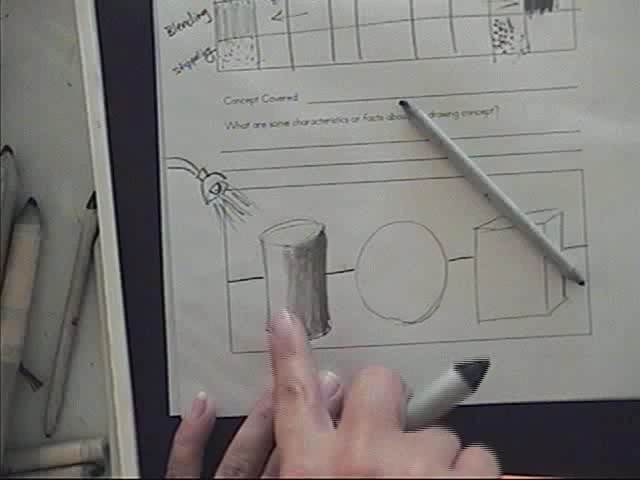 Blending
Stippling
Concept Covered
What are some characteristics or facts about drawing concept?